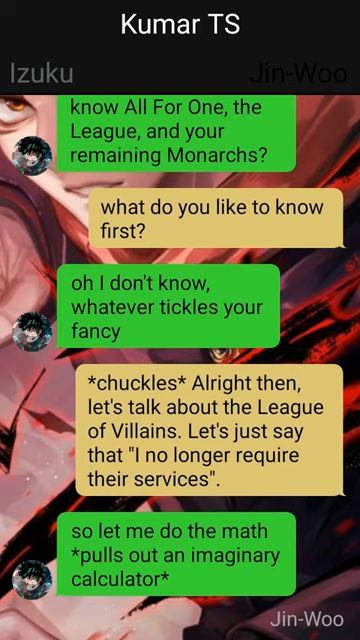 Kumar TS
Izuku
Jin-Woo
know All For One, the
League, and your
remaining Monarchs?
what do you like to know
first?
oh I don't know,
whatever tickles your
fancy
*chuckles* Alright then,
let's talk about the League
of Villains. Let's just say
that "I no longer require
their services".
so let me do the math
*pulls out an imaginary
calculator*
Jin-Woo